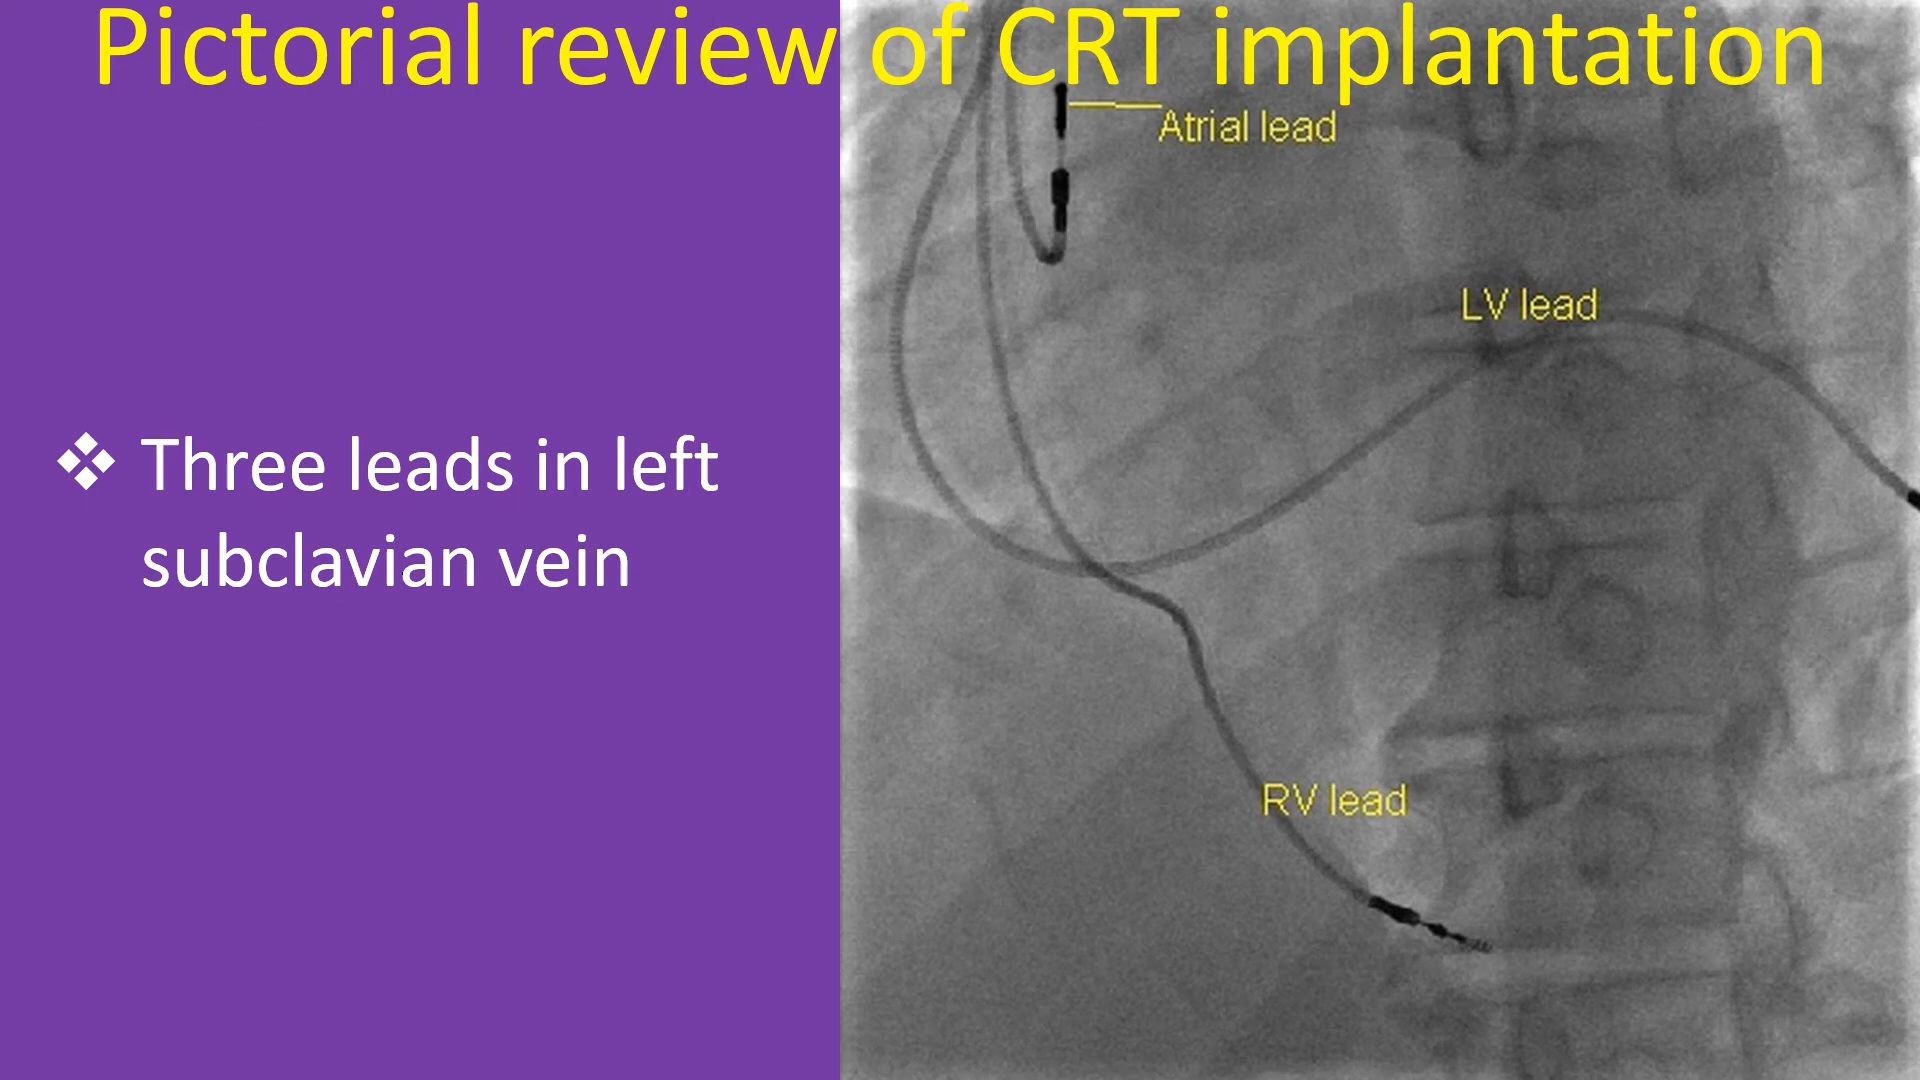 Pictorial review of CRT implantation
Atrial lead
LV lead
❖ Three leads in left
subclavian vein
RV lead